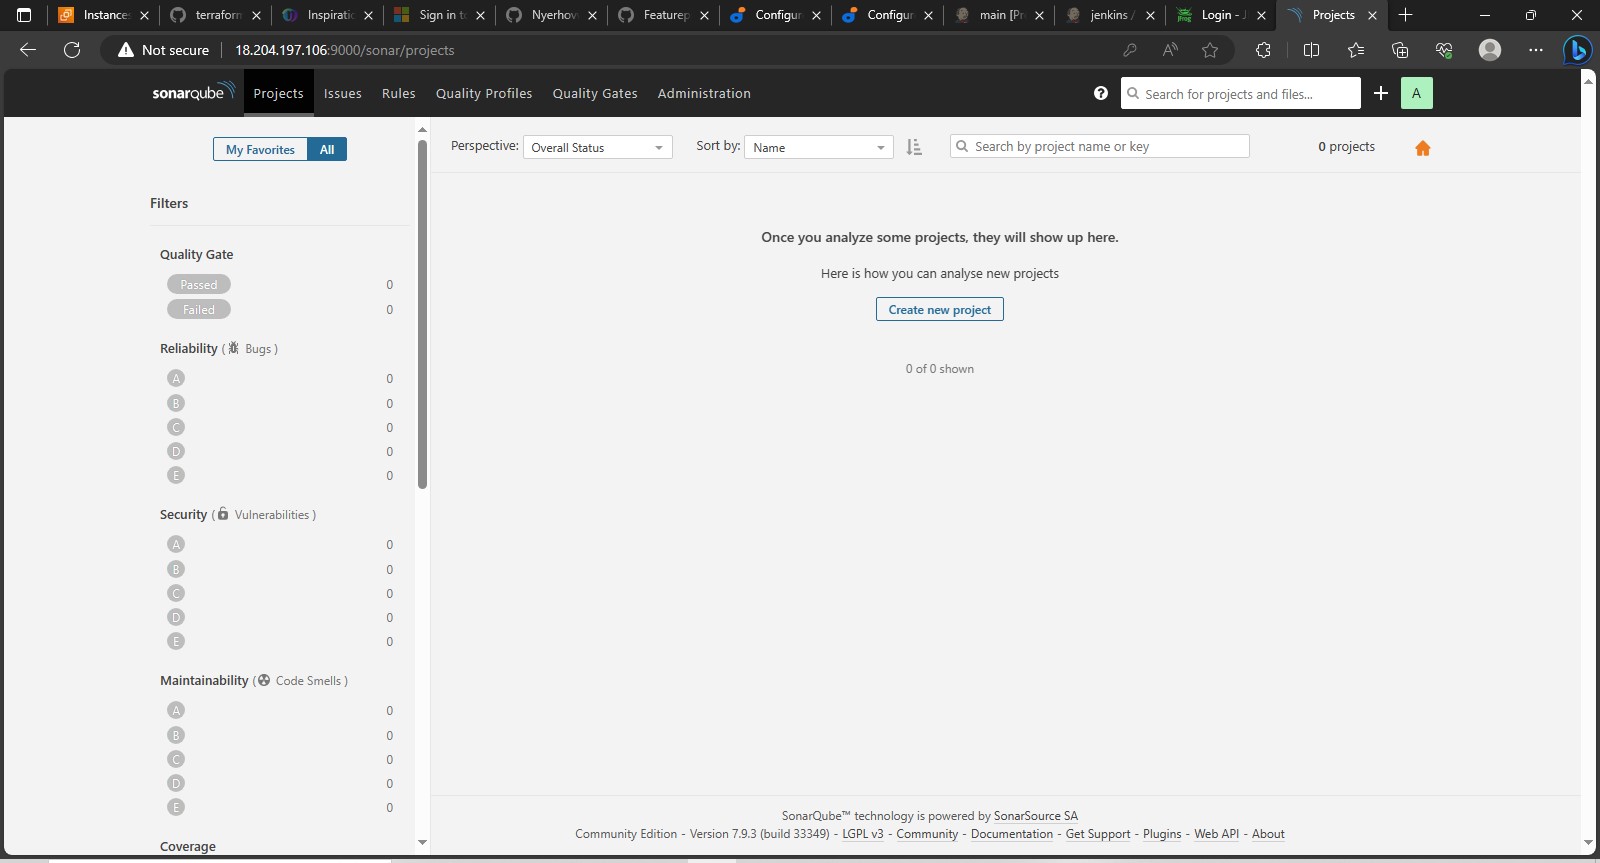 Instances
terraform
Inspiratic
Sign in to
Nyerhov
Featurep
Configur
Configur
main [Pr
jenkins /
Login - J
Projects
Not secure
18.204.197.106:9000/sonar/projects
sonarqube
Projects
Issues
Rules
Quality Profiles
Quality Gates
Administration
Search for projects and files...
A
My Favorites
All
Perspective: Overall Status
Sort by: Name
Search by project name or key
0 projects
Filters
Quality Gate
Passed 0
Failed 0
Reliability ( Bugs )
A 0
B 0
C 0
D 0
E 0
Security ( Vulnerabilities )
A 0
B 0
C 0
D 0
E 0
Maintainability ( Code Smells )
A 0
B 0
C 0
D 0
E 0
Coverage
Once you analyze some projects, they will show up here.
Here is how you can analyse new projects
Create new project
0 of 0 shown
SonarQube™ technology is powered by SonarSource SA
Community Edition - Version 7.9.3 (build 33349) - LGPL v3 - Community - Documentation - Get Support - Plugins - Web API - About